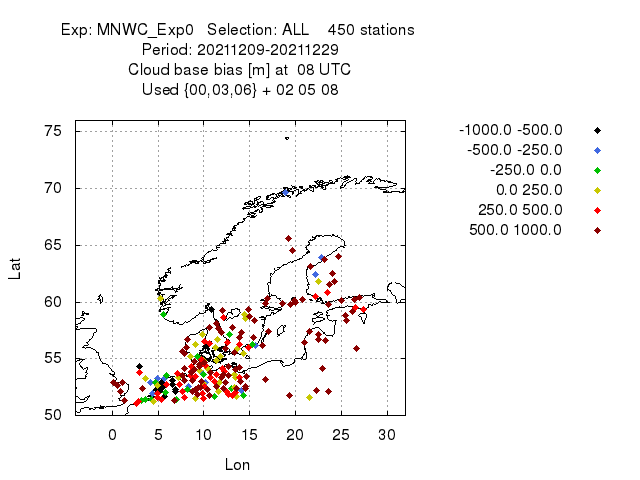 Exp: MNWC_Exp0 Selection: ALL 450 stations
Period: 20211209-20211229
Cloud base bias [m] at 08 UTC
Used {00,03,06} + 02 05 08
75
70
65
60
55
50
Lat
0 5 10 15 20 25 30
Lon
-1000.0 -500.0
-500.0 -250.0
-250.0 0.0
0.0 250.0
250.0 500.0
500.0 1000.0